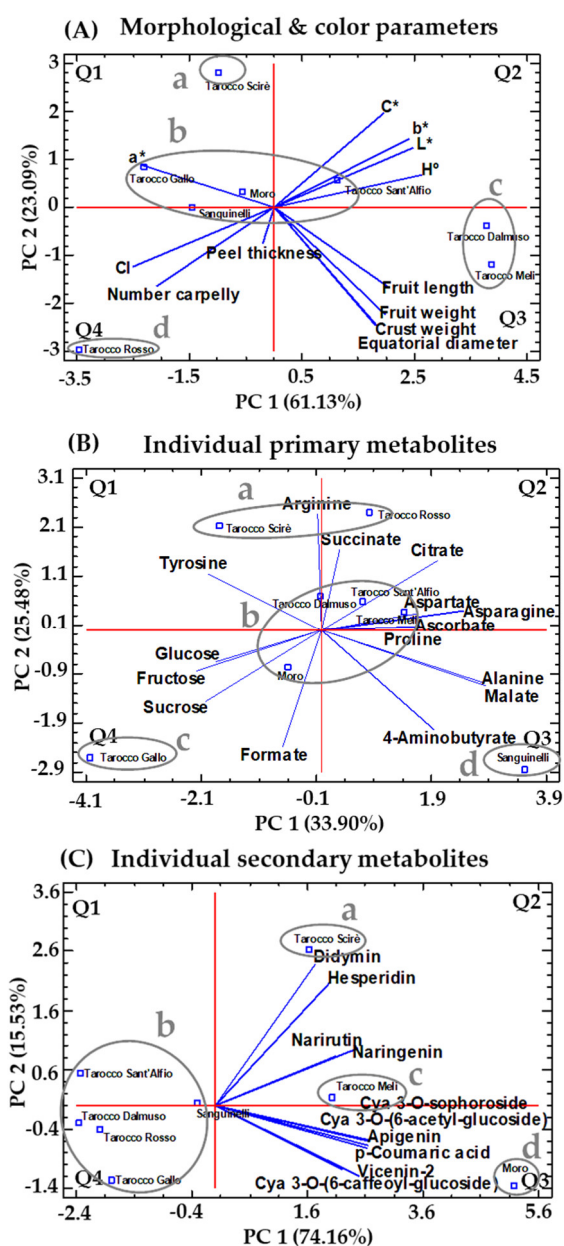 (A) Morphological & color parameters
Q1 Q2
a
Tarocco Scirè
b
C*
b*
L*
H°
a*
Tarocco Gallo
Moro
Tarocco Sant'Alfio
Sanguinelli
c
Tarocco Dalmuso
Tarocco Meli
Peel thickness
CI
Number carpelly
Fruit length
Fruit weight
Crust weight
Equatorial diameter
Q3
Q4
d
Tarocco Rosso
3
2
1
0
-1
-2
-3
PC 2 (23.09%)
-3.5 -1.5 0.5 2.5 4.5
PC 1 (61.13%)
(B) Individual primary metabolites
Q1 Q2
a
Arginine
Tarocco Rosso
Tarocco Scirè
Succinate
Citrate
Tyrosine
Tarocco Sant'Alfio
Tarocco Dalmuso
Aspartate
Asparagine
Tarocco Meli
Ascorbate
b
Proline
Glucose
Fructose
Moro
Alanine
Malate
Sucrose
4-Aminobutyrate
Formate
Q4
c
Tarocco Gallo
Q3
Sanguinelli
d
3.1
2.1
1.1
0.1
-0.9
-1.9
-2.9
PC 2 (25.48%)
-4.1 -2.1 -0.1 1.9 3.9
PC 1 (33.90%)
(C) Individual secondary metabolites
Q1 Q2
a
Tarocco Scirè
Didymin
Hesperidin
Narirutin
Naringenin
b
Tarocco Sant'Alfio
Tarocco Meli
c
Sanguinelli
Cya 3-O-sophoroside
Tarocco Dalmuso
Cya 3-O-(6-acetyl-glucoside)
Tarocco Rosso
Apigenin
p-Coumaric acid
d
Vicenin-2
Moro
Q4
Tarocco Gallo
Cya 3-O-(6-caffeoyl-glucoside)
Q3
3.6
2.6
1.6
0.6
-0.4
-1.4
PC 2 (15.53%)
-2.4 -0.4 1.6 3.6 5.6
PC 1 (74.16%)